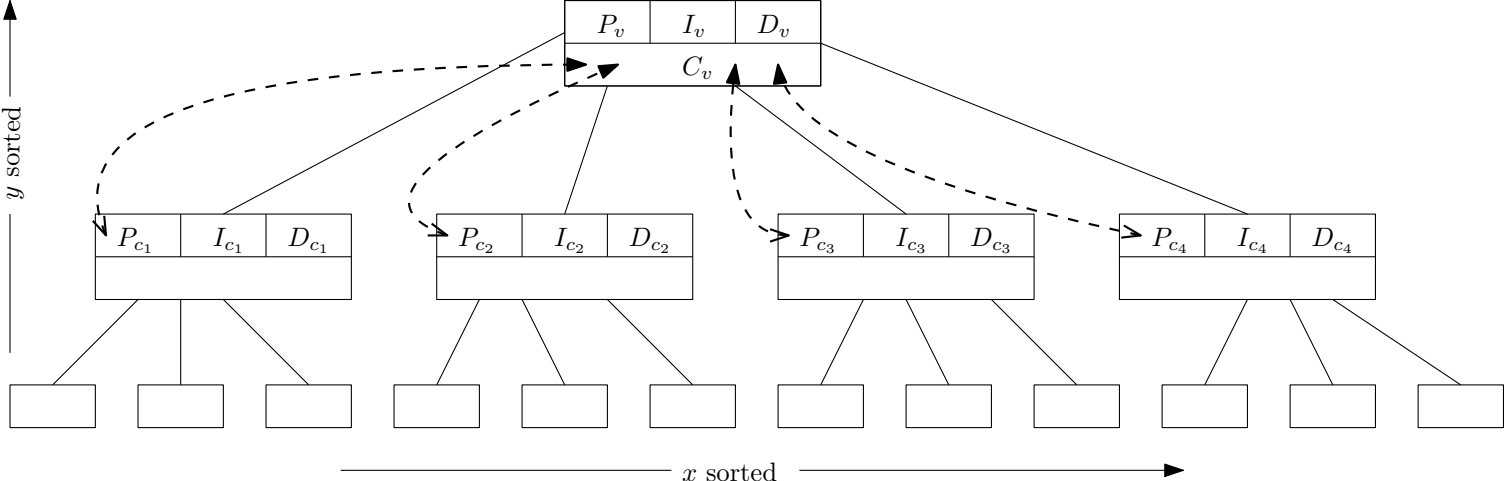 P_v I_v D_v
C_v
y sorted
P_{c_1} I_{c_1} D_{c_1} P_{c_2} I_{c_2} D_{c_2} P_{c_3} I_{c_3} D_{c_3} P_{c_4} I_{c_4} D_{c_4}
x sorted